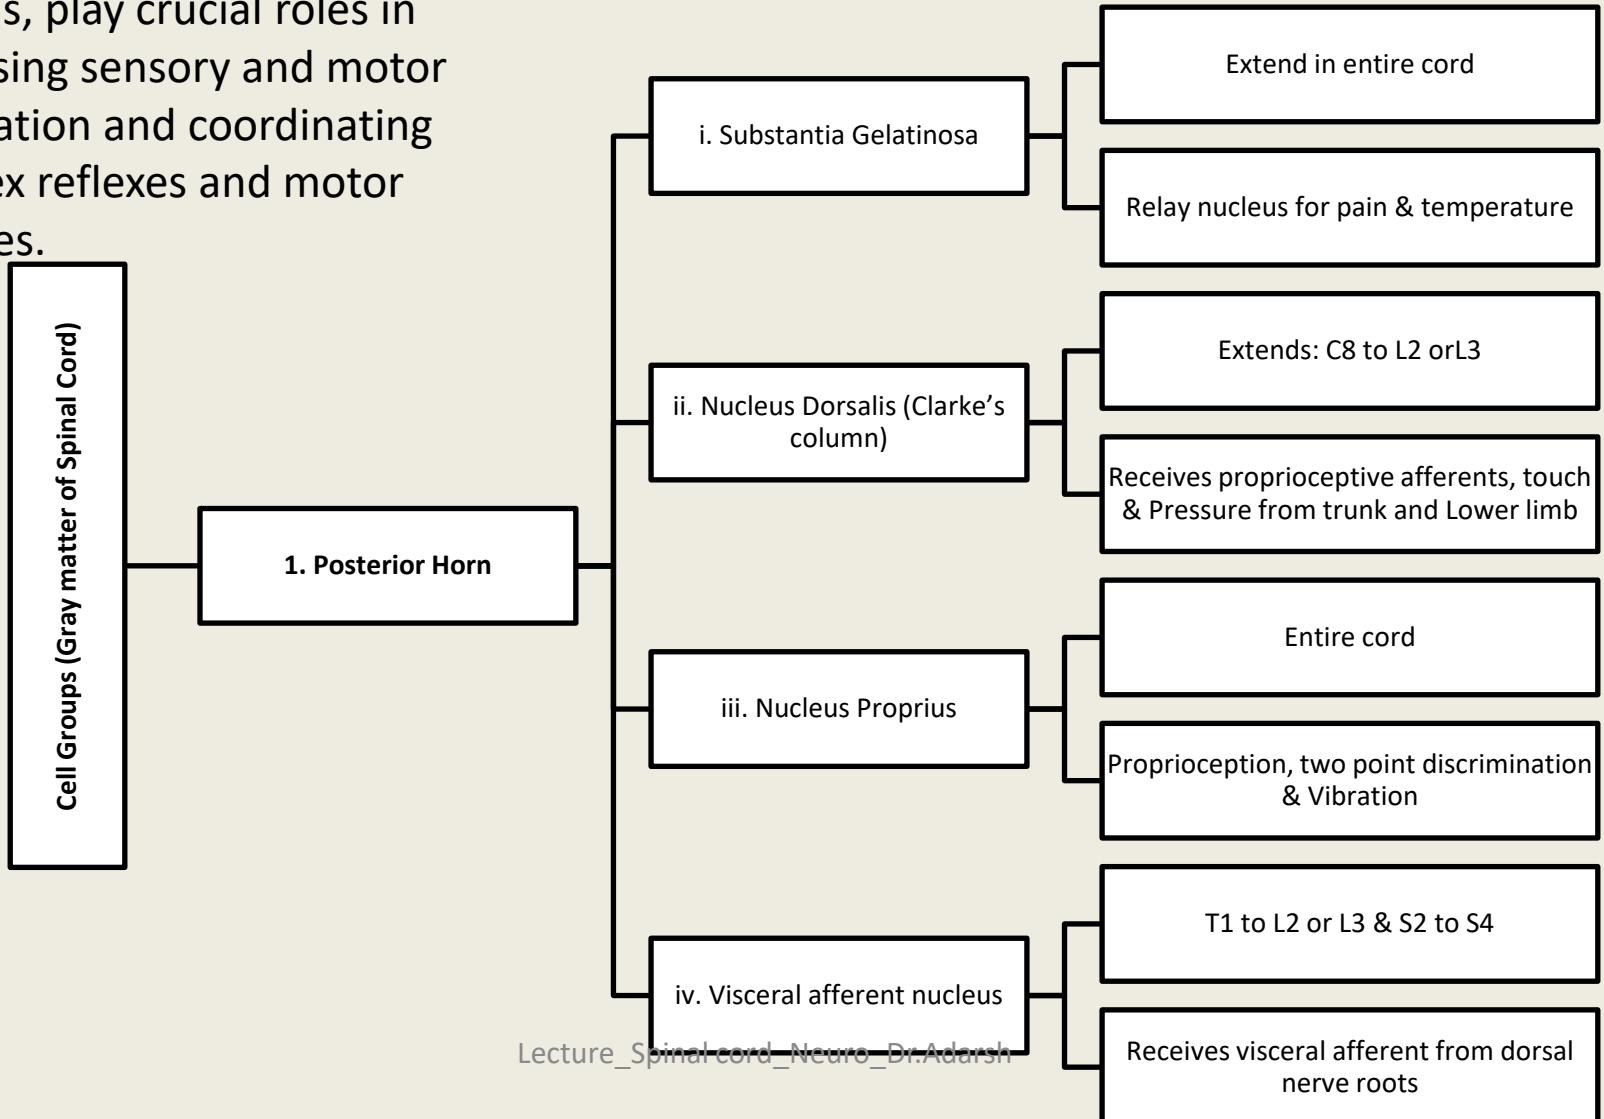 s, play crucial roles in
sing sensory and motor
ation and coordinating
ex reflexes and motor
es.
Cell Groups (Gray matter of Spinal Cord)
1. Posterior Horn
i. Substantia Gelatinosa
Extend in entire cord
Relay nucleus for pain & temperature
ii. Nucleus Dorsalis (Clarke’s
column)
Extends: C8 to L2 orL3
Receives proprioceptive afferents, touch
& Pressure from trunk and Lower limb
iii. Nucleus Proprius
Entire cord
Proprioception, two point discrimination
& Vibration
iv. Visceral afferent nucleus
T1 to L2 or L3 & S2 to S4
Receives visceral afferent from dorsal
nerve roots
Lecture_Spinal cord_Neuro_Dr.Adarsh